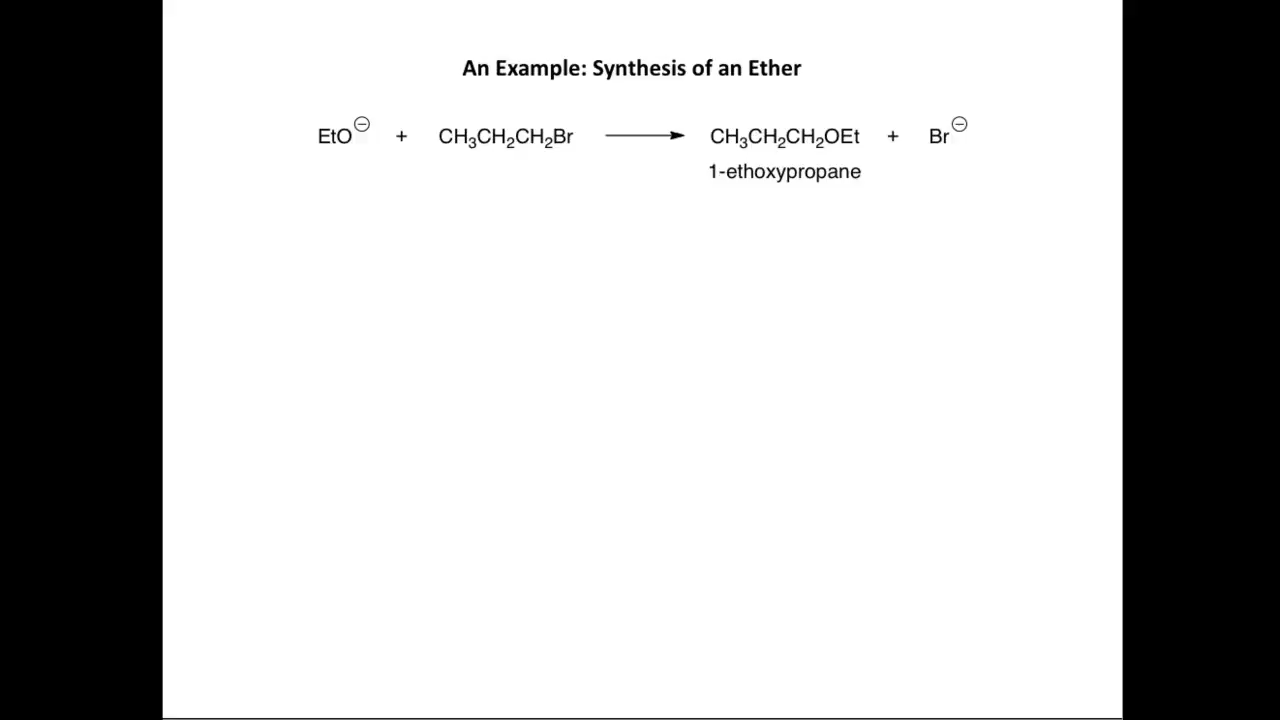 An Example: Synthesis of an Ether
EtO⊖ + CH₃CH₂CH₂Br ⟶ CH₃CH₂CH₂OEt + Br⊖
1-ethoxypropane